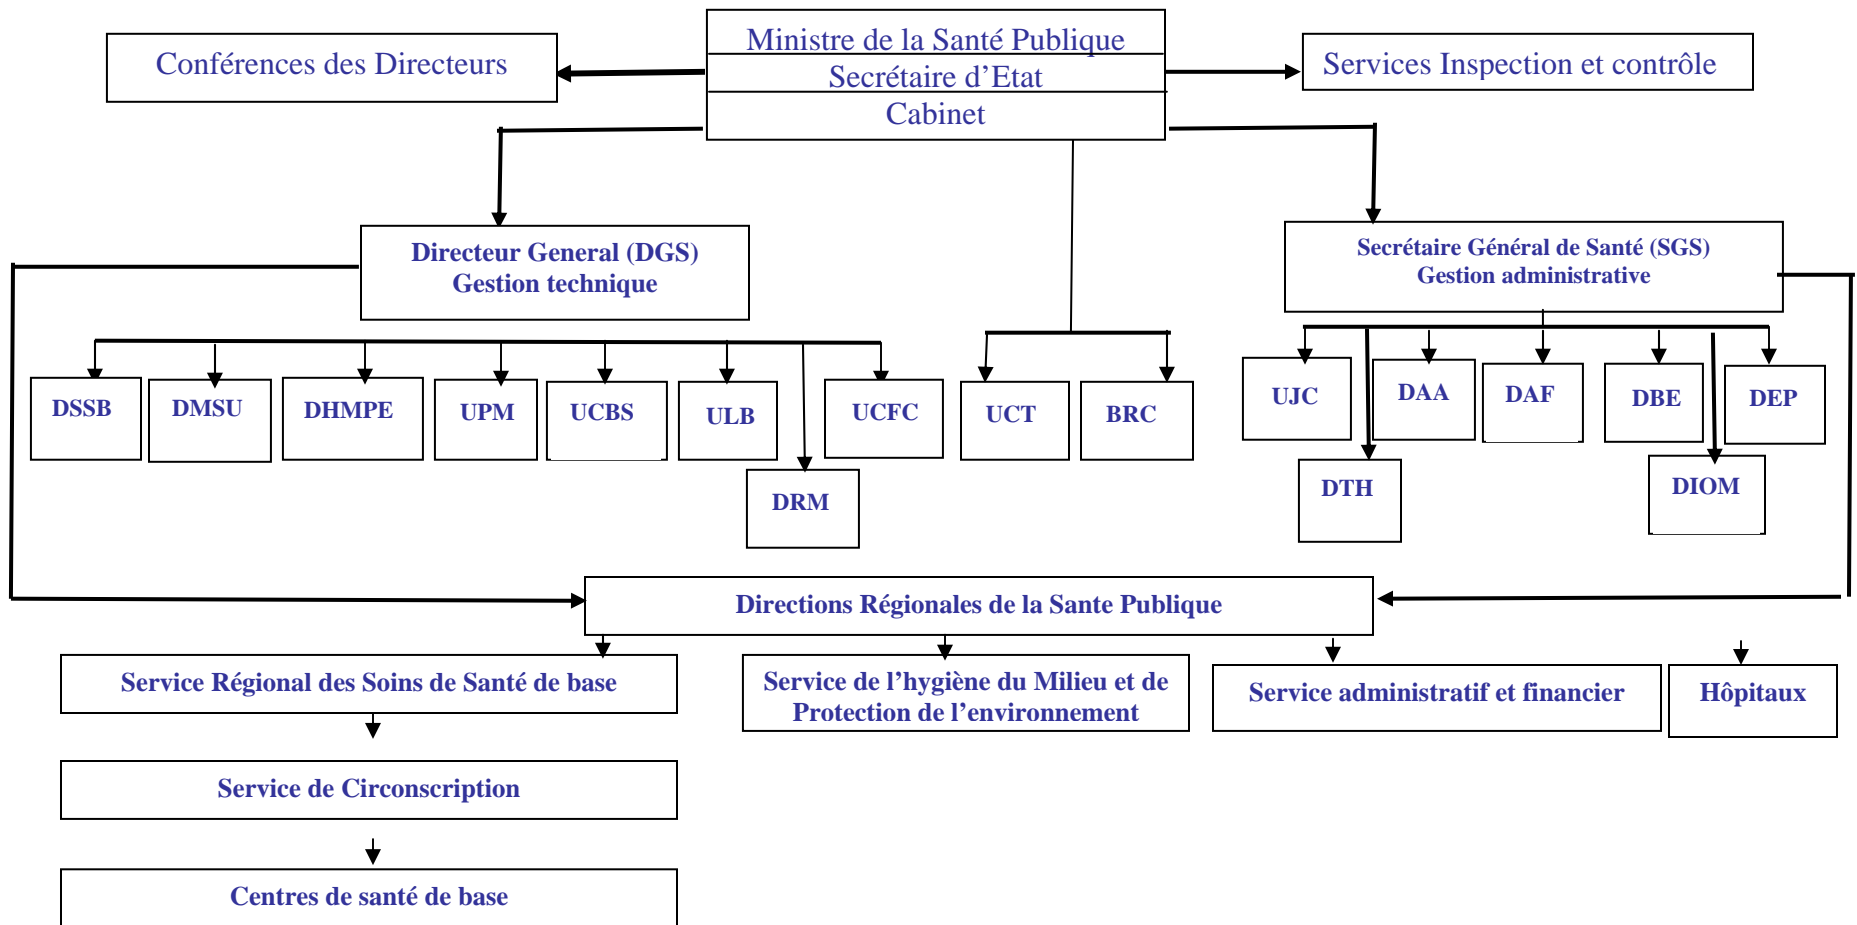 Ministre de la Santé Publique
Conférences des Directeurs
Secrétaire d'Etat
Services Inspection et contrôle
Cabinet
Directeur General (DGS)
Gestion technique
Secrétaire Général de Santé (SGS)
Gestion administrative
DSSB
DMSU
DHMPE
UPM
UCBS
ULB
UCFC
UCT
BRC
UJC
DAA
DAF
DBE
DEP
DRM
DTH
DIOM
Directions Régionales de la Sante Publique
Service Régional des Soins de Santé de base
Service de l'hygiène du Milieu et de
Protection de l'environnement
Service administratif et financier
Hôpitaux
Service de Circonscription
Centres de santé de base